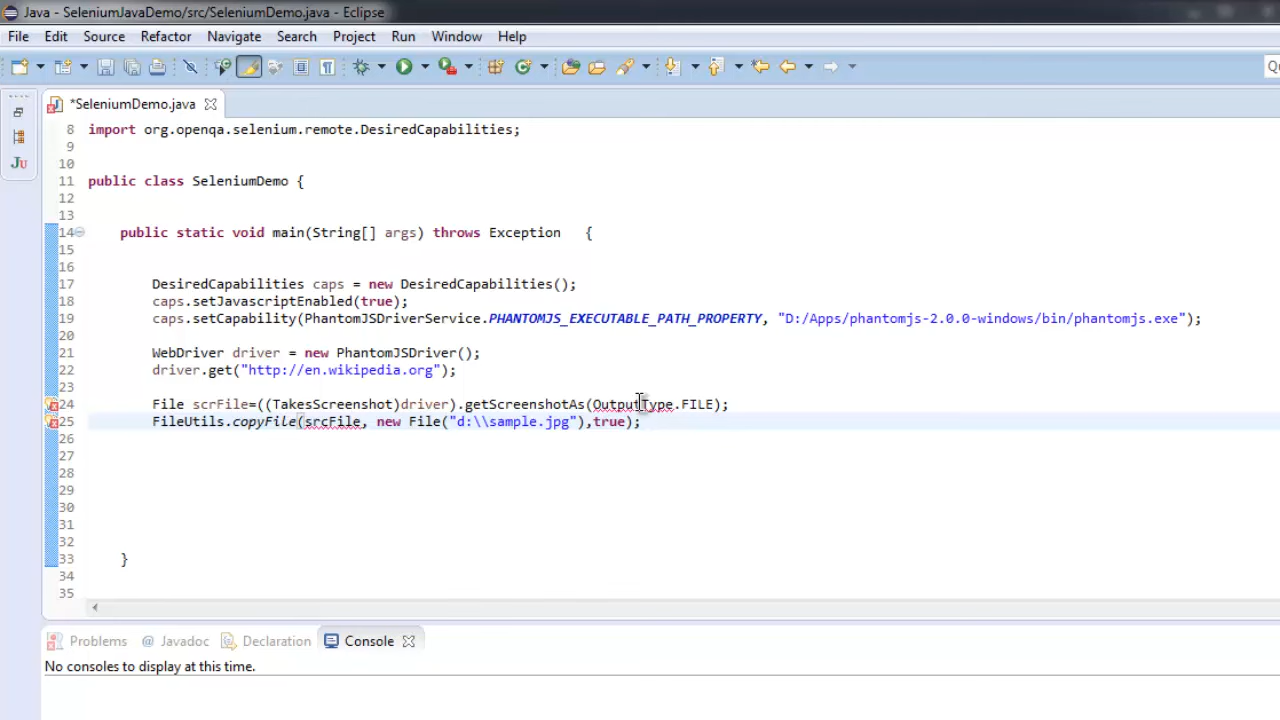 Java - SeleniumJavaDemo/src/SeleniumDemo.java - Eclipse
File Edit Source Refactor Navigate Search Project Run Window Help
*SeleniumDemo.java
8 import org.openqa.selenium.remote.DesiredCapabilities;
9
10
11 public class SeleniumDemo {
12
13
14 public static void main(String[] args) throws Exception {
15
16
17 DesiredCapabilities caps = new DesiredCapabilities();
18 caps.setJavascriptEnabled(true);
19 caps.setCapability(PhantomJSDriverService.PHANTOMJS_EXECUTABLE_PATH_PROPERTY, "D:/Apps/phantomjs-2.0.0-windows/bin/phantomjs.exe");
20
21 WebDriver driver = new PhantomJSDriver();
22 driver.get("http://en.wikipedia.org");
23
24 File scrFile=((TakesScreenshot)driver).getScreenshotAs(OutputType.FILE);
25 FileUtils.copyFile(srcFile, new File("d:\\sample.jpg"),true);
26
27
28
29
30
31
32
33 }
34
35
Problems @ Javadoc Declaration Console
No consoles to display at this time.